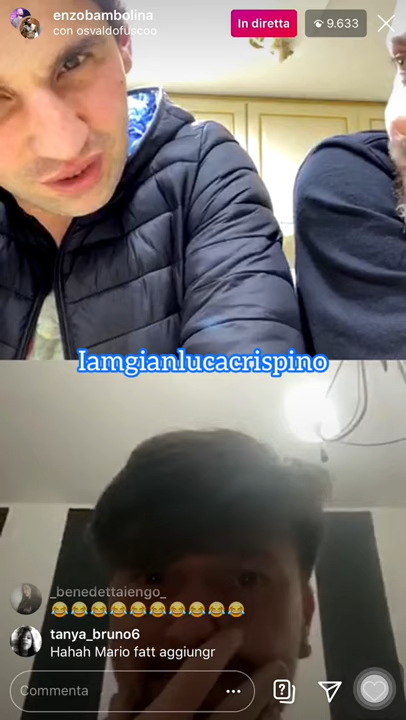 enzobambolina
con osvaldofuscoo
In diretta
9.633
Iamgianlucacrispino
_benedettaiengo_
😂😂😂😂😂😂😂😂😂😂
tanya_bruno6
Hahah Mario fatt aggiungr
Commenta